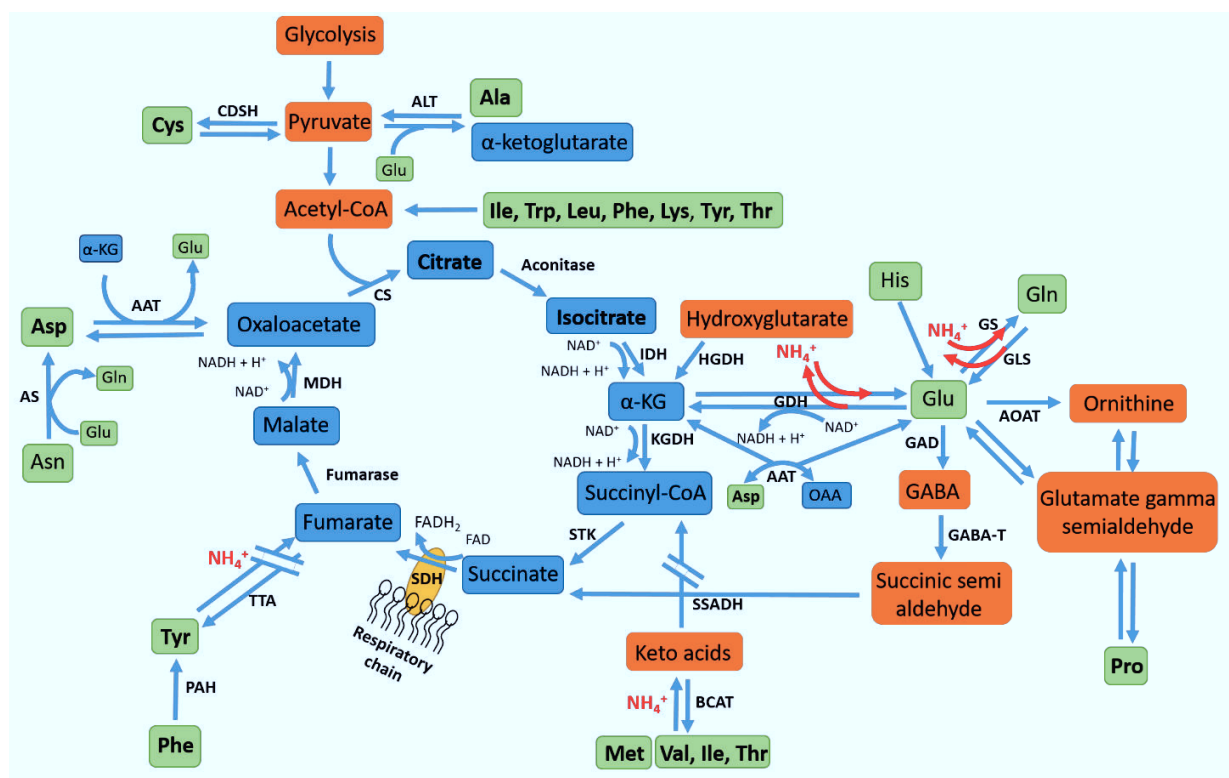 Glycolysis
Cys
CDSH
Pyruvate
ALT
Ala
α-ketoglutarate
Glu
Acetyl-CoA
Ile, Trp, Leu, Phe, Lys, Tyr, Thr
α-KG
Glu
AAT
Asp
Oxaloacetate
CS
Citrate
Aconitase
Isocitrate
Hydroxyglutarate
His
Gln
NH₄⁺
GS
GLS
NADH + H⁺
NAD⁺
MDH
NAD⁺
NADH + H⁺
IDH
HGDH
NH₄⁺
AS
Gln
Glu
Asn
Malate
α-KG
GDH
NADH + H⁺
NAD⁺
Glu
AOAT
Ornithine
NAD⁺
NADH + H⁺
KGDH
GAD
Fumarase
Succinyl-CoA
AAT
Asp
OAA
GABA
Glutamate gamma
semialdehyde
Fumarate
FADH₂
FAD
STK
GABA-T
NH₄⁺
TTA
SDH
Succinate
SSADH
Succinic semi
aldehyde
Respiratory
chain
Tyr
Keto acids
Pro
PAH
NH₄⁺
BCAT
Phe
Met
Val, Ile, Thr